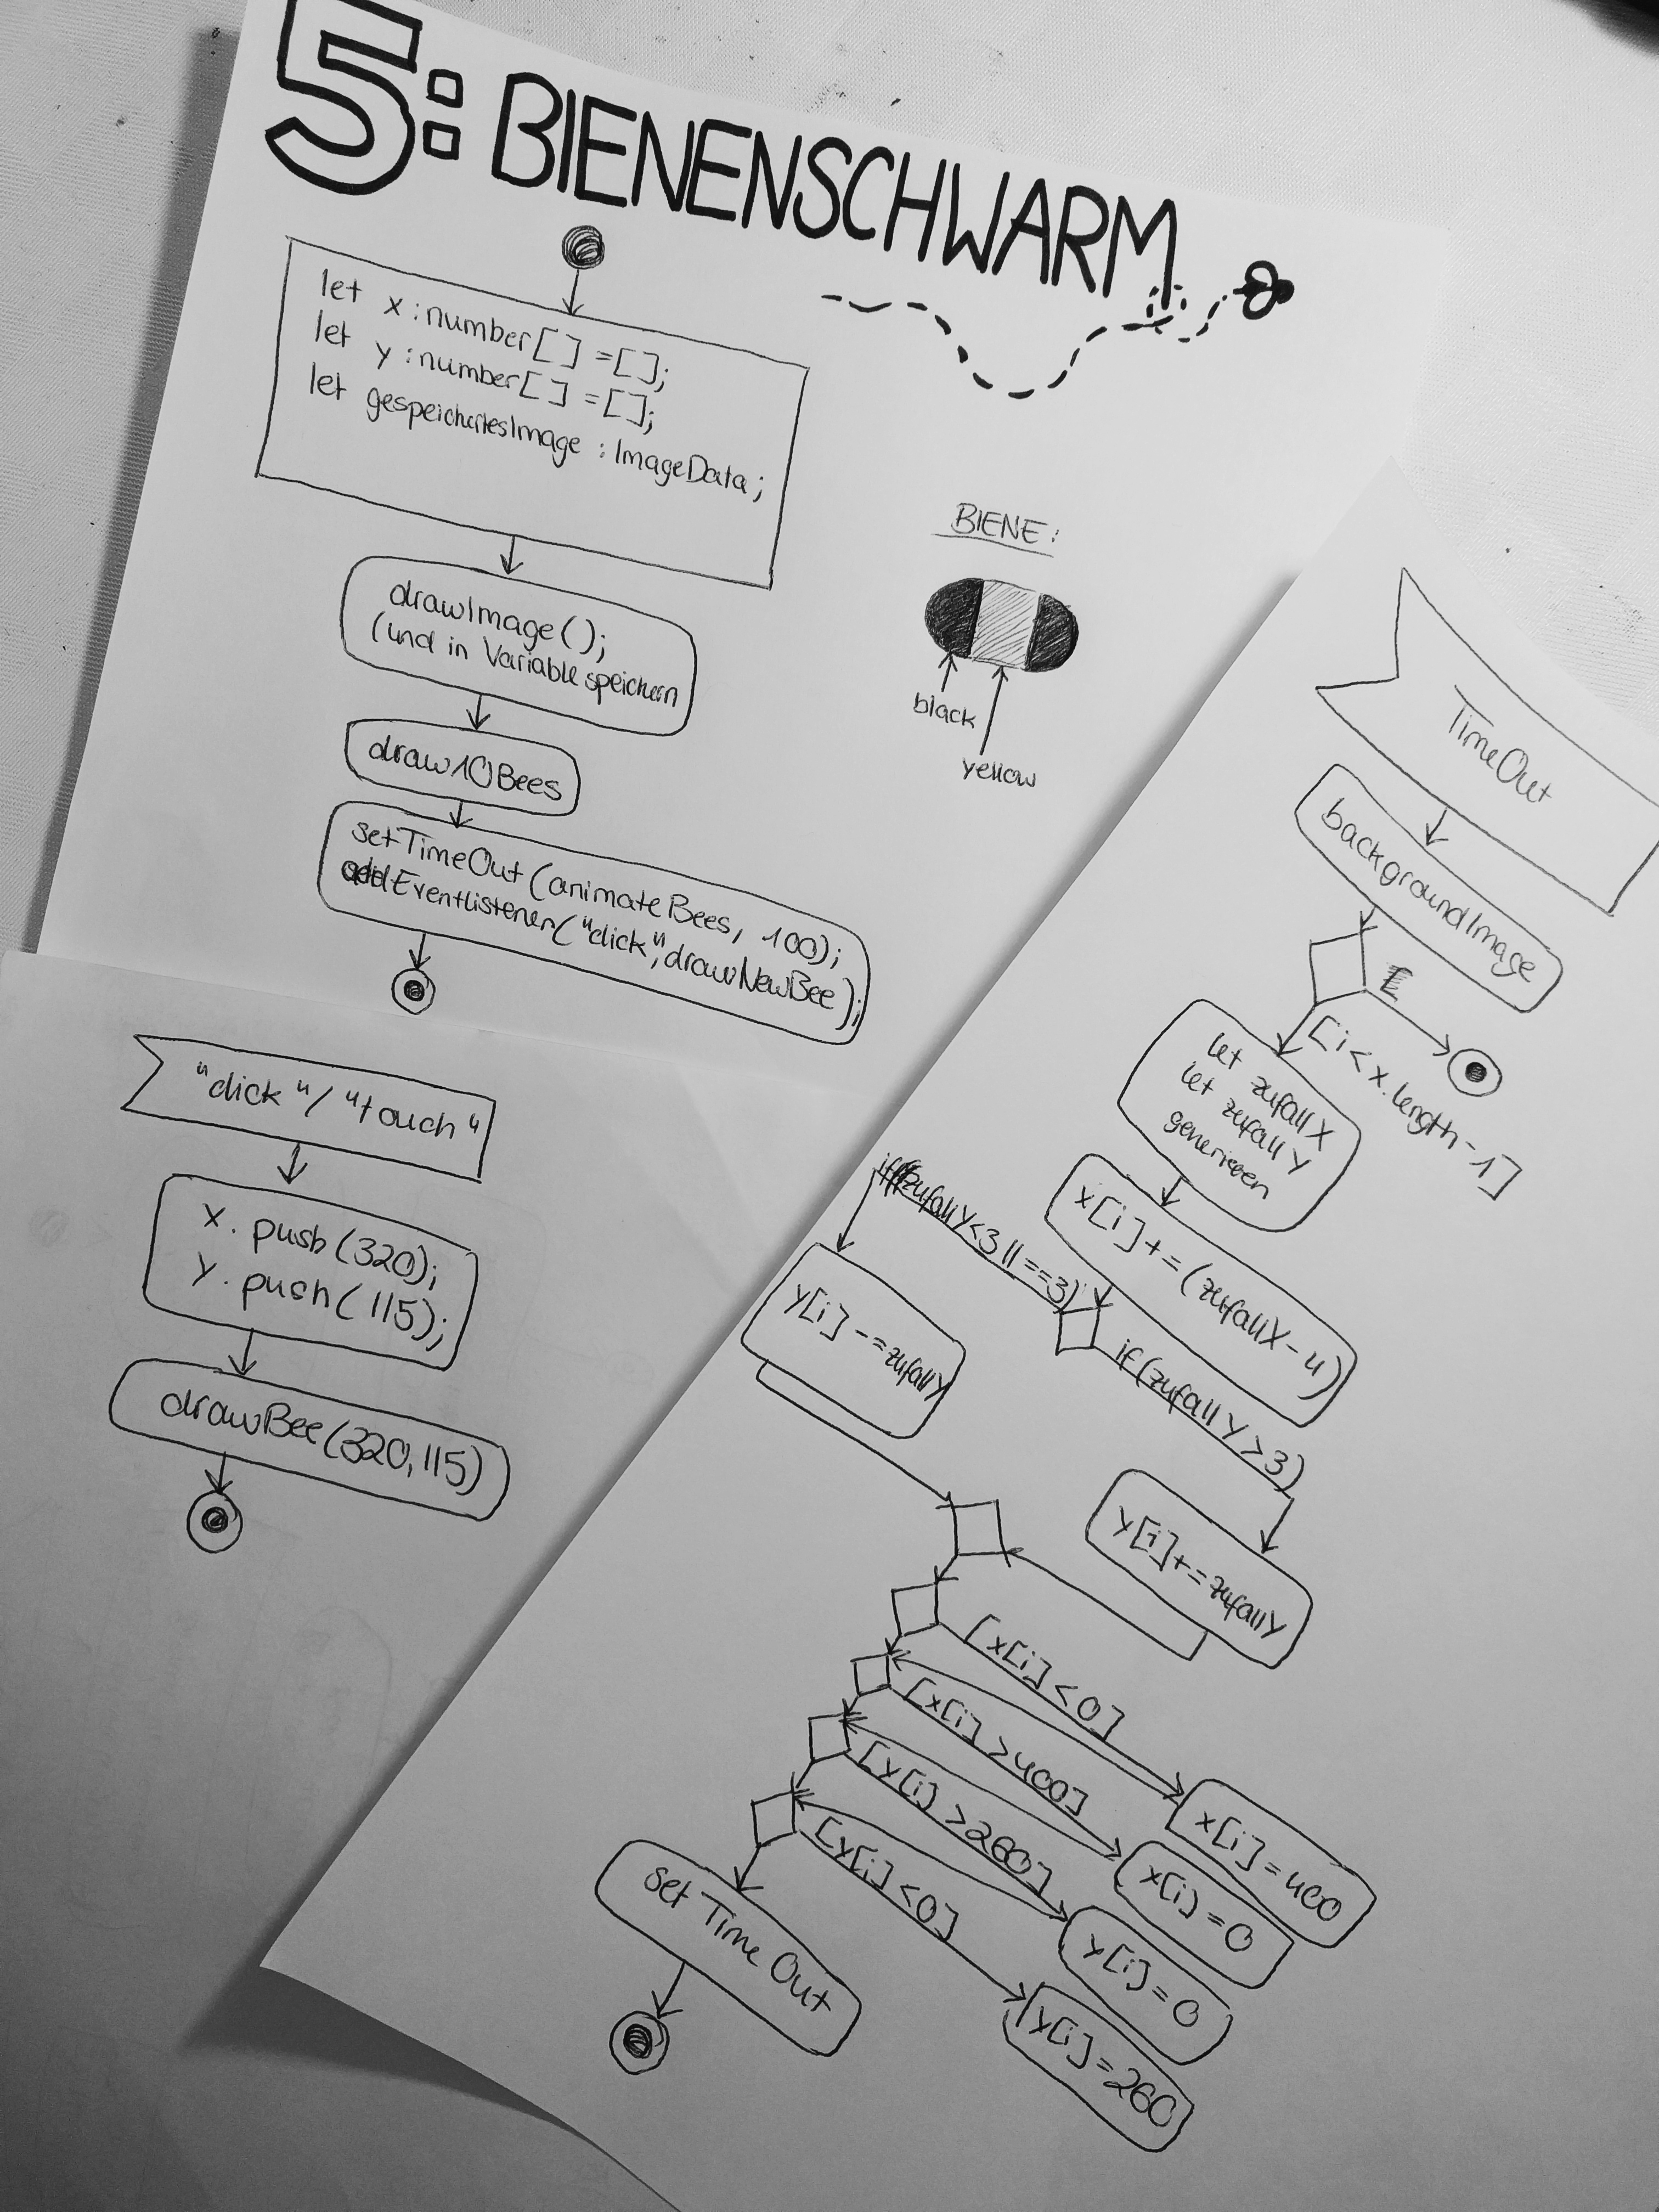 5: BIENENSCHWARM
let x : number[] = [];
let y : number[] = [];
let gespeichertesImage : ImageData;
drawImage();
(und in Variable speichern
draw10Bees
setTimeOut(animateBees, 100);
addEventlistener("click", drawNewBee);
BIENE:
black
yellow
"click"/ "touch"
x. push(320);
y. push(115);
drawBee(320,115)
TimeOut
backgroundImage
[i < x.length - 1]
let zufallX
let zufallY
generieren
x[i] += (zufallX - 4)
if(zufallY<3 || ==3)
if(zufallY > 3)
y[i] -= zufallY
y[i] += zufallY
[x[i] < 0]
[x[i] > 400]
[y[i] > 260]
[y[i] < 0]
x[i] = 400
x[i] = 0
y[i] = 0
y[i] = 260
set Time Out